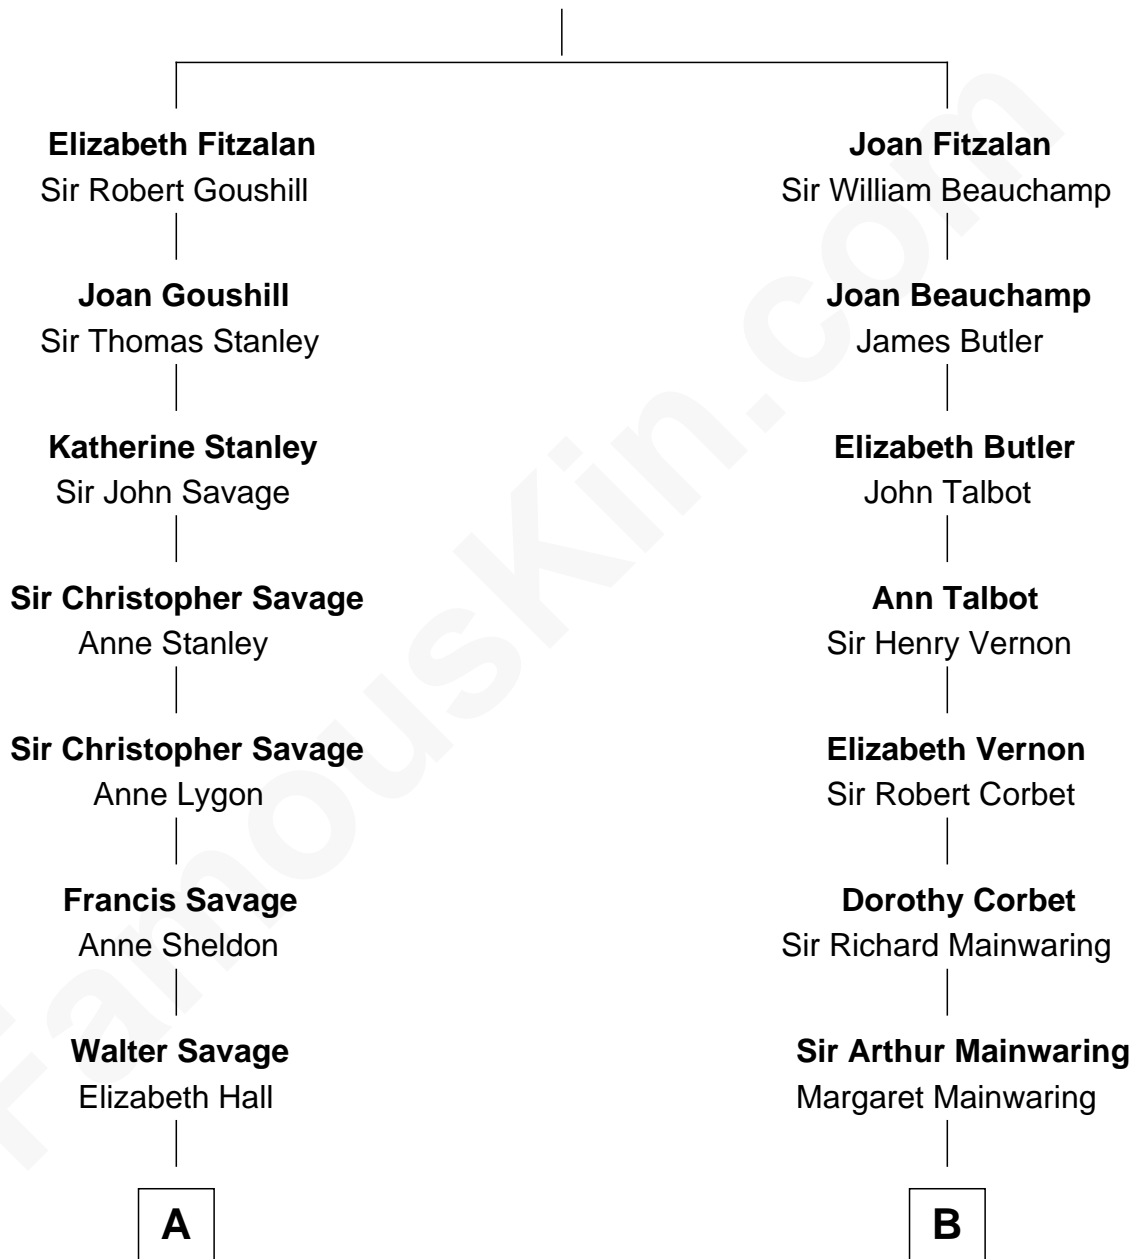 Elizabeth Fitzalan
Sir Robert Goushill
Joan Goushill
Sir Thomas Stanley
Katherine Stanley
Sir John Savage
Sir Christopher Savage
Anne Stanley
Sir Christopher Savage
Anne Lygon
Francis Savage
Anne Sheldon
Walter Savage
Elizabeth Hall
A
Joan Fitzalan
Sir William Beauchamp
Joan Beauchamp
James Butler
Elizabeth Butler
John Talbot
Ann Talbot
Sir Henry Vernon
Elizabeth Vernon
Sir Robert Corbet
Dorothy Corbet
Sir Richard Mainwaring
Sir Arthur Mainwaring
Margaret Mainwaring
B
FamousKin.com